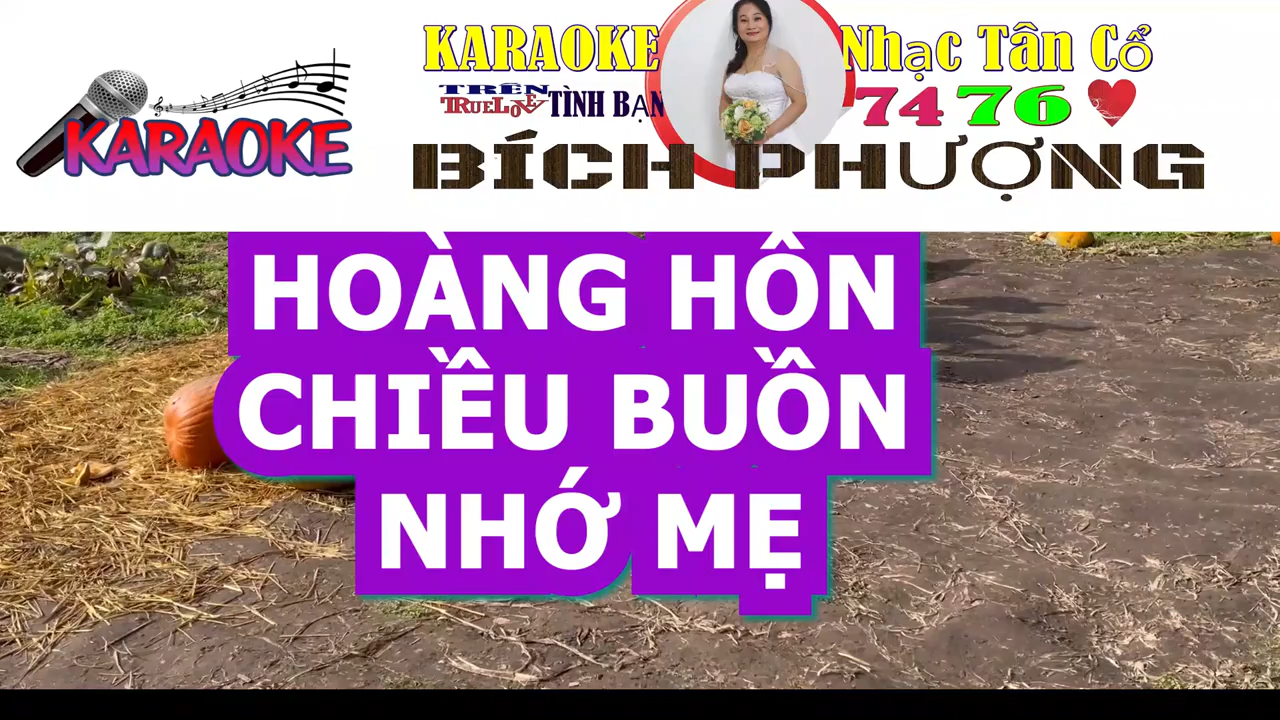 KARAOKE
KARAOKE Nhạc Tân Cổ
TRÊN
TRUELOVE TÌNH BẠN
74 76
BÍCH PHƯỢNG
HOÀNG HÔN
CHIỀU BUỒN
NHỚ MẸ